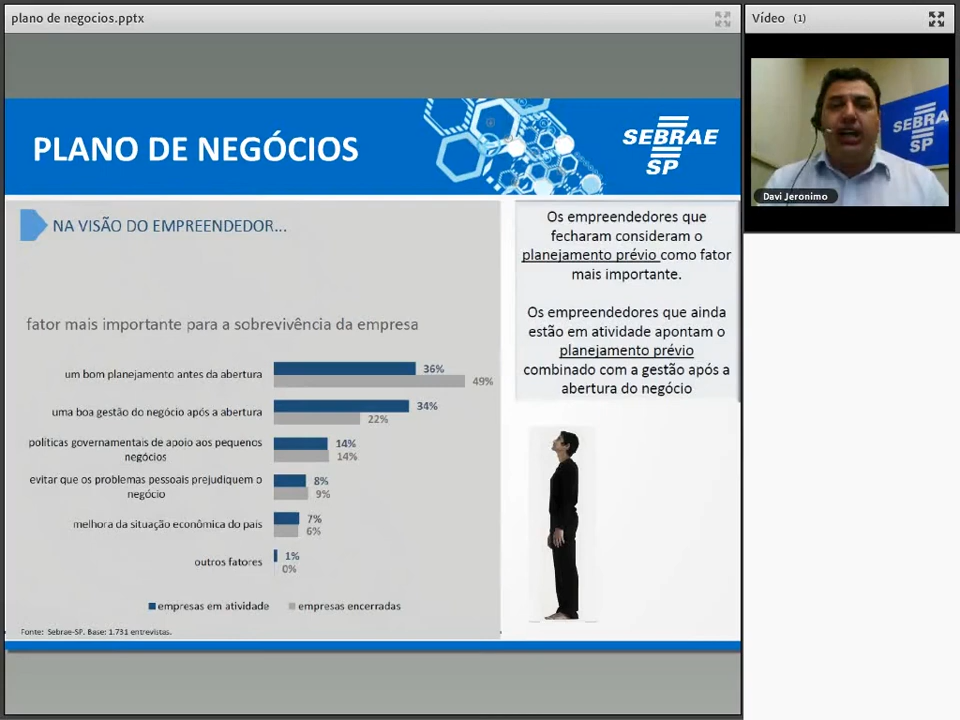 plano de negocios.pptx
Vídeo (1)
PLANO DE NEGÓCIOS
SEBRAE
SP
SEBRAE
SP
Davi Jeronimo
NA VISÃO DO EMPREENDEDOR...
fator mais importante para a sobrevivência da empresa
um bom planejamento antes da abertura
36%
49%
uma boa gestão do negócio após a abertura
34%
22%
políticas governamentais de apoio aos pequenos
negócios
14%
14%
evitar que os problemas pessoais prejudiquem o
negócio
8%
9%
melhora da situação econômica do país
7%
6%
outros fatores
1%
0%
empresas em atividade
empresas encerradas
Fonte: Sebrae-SP. Base: 1.731 entrevistas.
Os empreendedores que
fecharam consideram o
planejamento prévio como fator
mais importante.
Os empreendedores que ainda
estão em atividade apontam o
planejamento prévio
combinado com a gestão após a
abertura do negócio